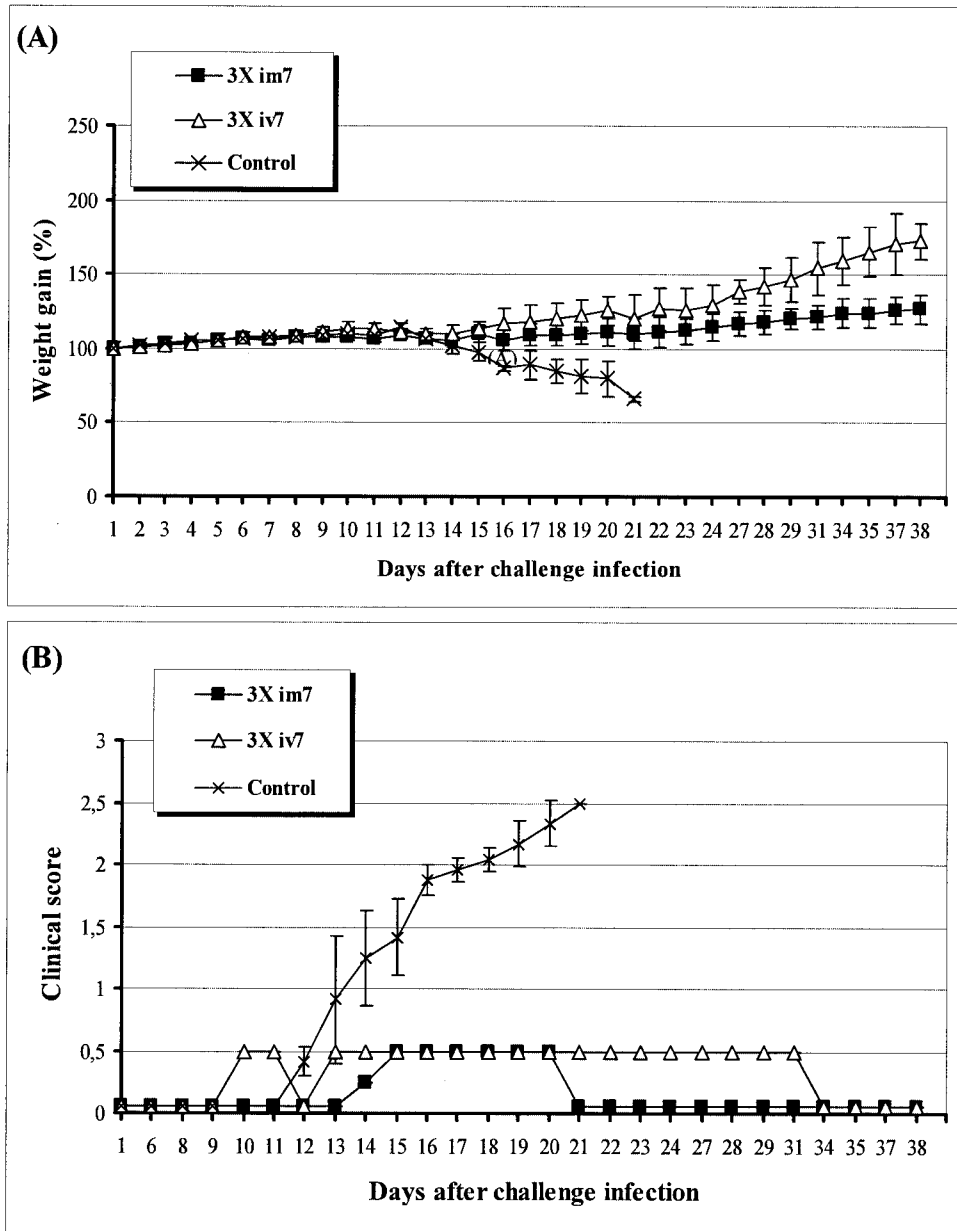 (A)
3X im7
3X iv7
Control
250
200
150
100
50
0
Weight gain (%)
1 2 3 4 5 6 7 8 9 10 11 12 13 14 15 16 17 18 19 20 21 22 23 24 27 28 29 31 34 35 37 38
Days after challenge infection
(B)
3X im7
3X iv7
Control
3
2,5
2
1,5
1
0,5
0
Clinical score
1 6 8 9 10 11 12 13 14 15 16 17 18 19 20 21 22 23 24 27 28 29 31 34 35 37 38
Days after challenge infection